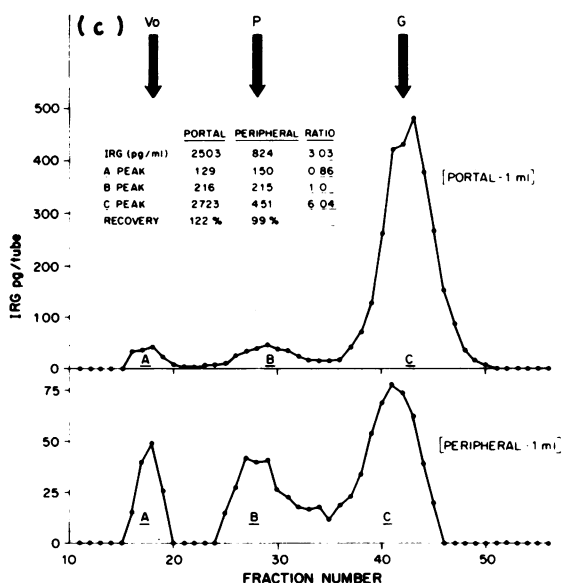 (c)
Vo P G
PORTAL PERIPHERAL RATIO
IRG (pg/ml) 2503 824 3.03
A PEAK 129 150 0.86
B PEAK 216 215 1.0
C PEAK 2723 451 6.04
RECOVERY 122 % 99 %
[PORTAL - 1 ml]
IRG pg/tube
500
400
300
200
100
0
A B C
75
50
25
0
[PERIPHERAL - 1 ml]
A B C
10 20 30 40 50
FRACTION NUMBER